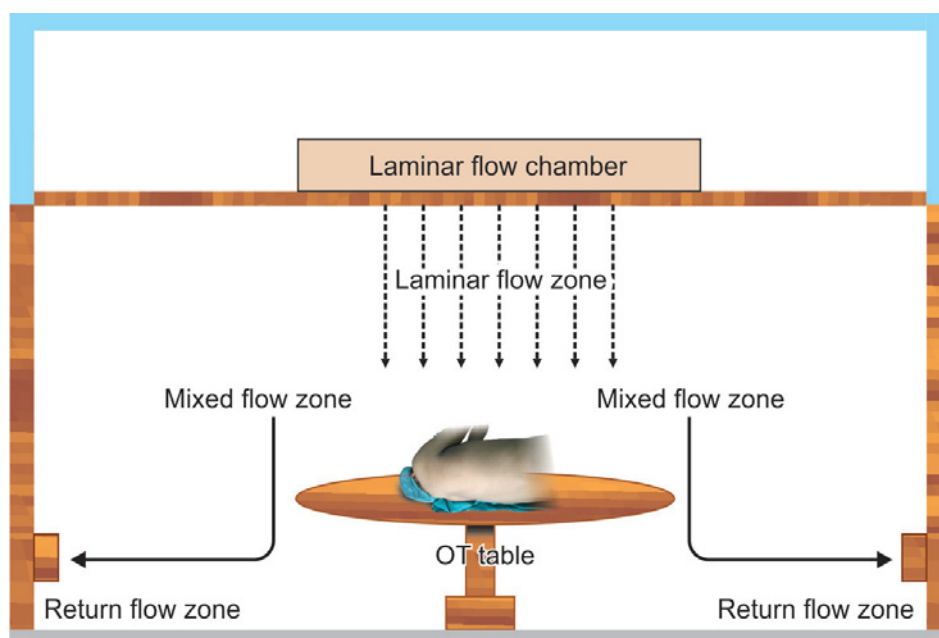 Laminar flow chamber
Laminar flow zone
Mixed flow zone
Mixed flow zone
OT table
Return flow zone
Return flow zone